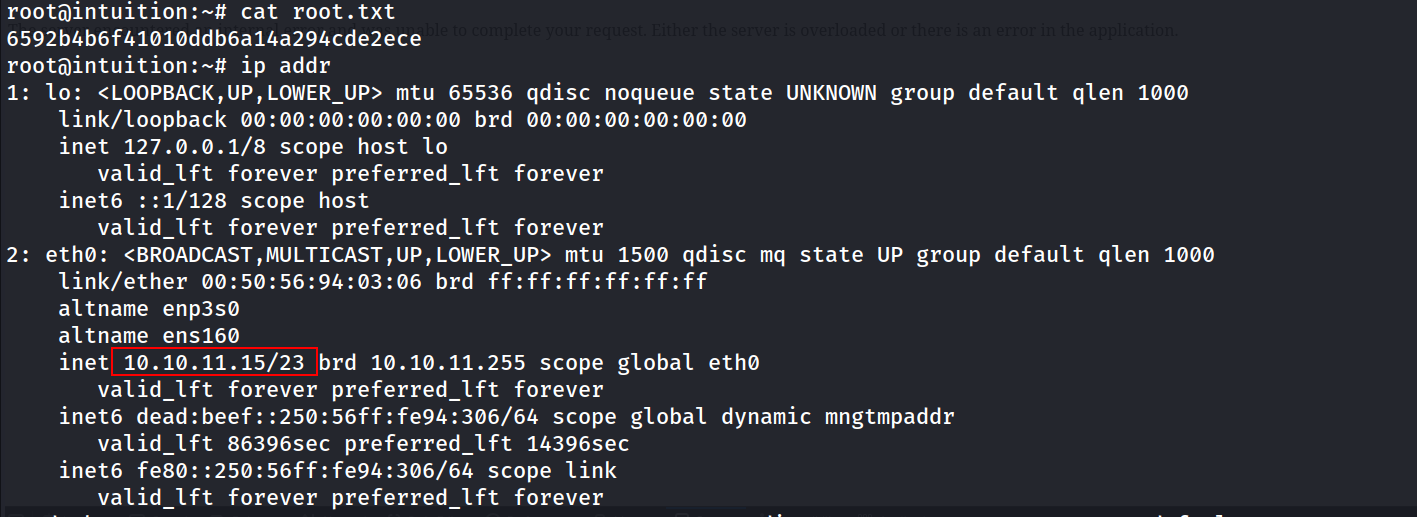 root@intuition:~# cat root.txt
unable to complete your request. Either the server is overloaded or there is an error in the application.
6592b4b6f41010ddb6a14a294cde2ece
root@intuition:~# ip addr
1: lo: <LOOPBACK,UP,LOWER_UP> mtu 65536 qdisc noqueue state UNKNOWN group default qlen 1000
    link/loopback 00:00:00:00:00:00 brd 00:00:00:00:00:00
    inet 127.0.0.1/8 scope host lo
       valid_lft forever preferred_lft forever
    inet6 ::1/128 scope host
       valid_lft forever preferred_lft forever
2: eth0: <BROADCAST,MULTICAST,UP,LOWER_UP> mtu 1500 qdisc mq state UP group default qlen 1000
    link/ether 00:50:56:94:03:06 brd ff:ff:ff:ff:ff:ff
    altname enp3s0
    altname ens160
    inet 10.10.11.15/23 brd 10.10.11.255 scope global eth0
       valid_lft forever preferred_lft forever
    inet6 dead:beef::250:56ff:fe94:306/64 scope global dynamic mngtmpaddr
       valid_lft 86396sec preferred_lft 14396sec
    inet6 fe80::250:56ff:fe94:306/64 scope link
       valid_lft forever preferred_lft forever